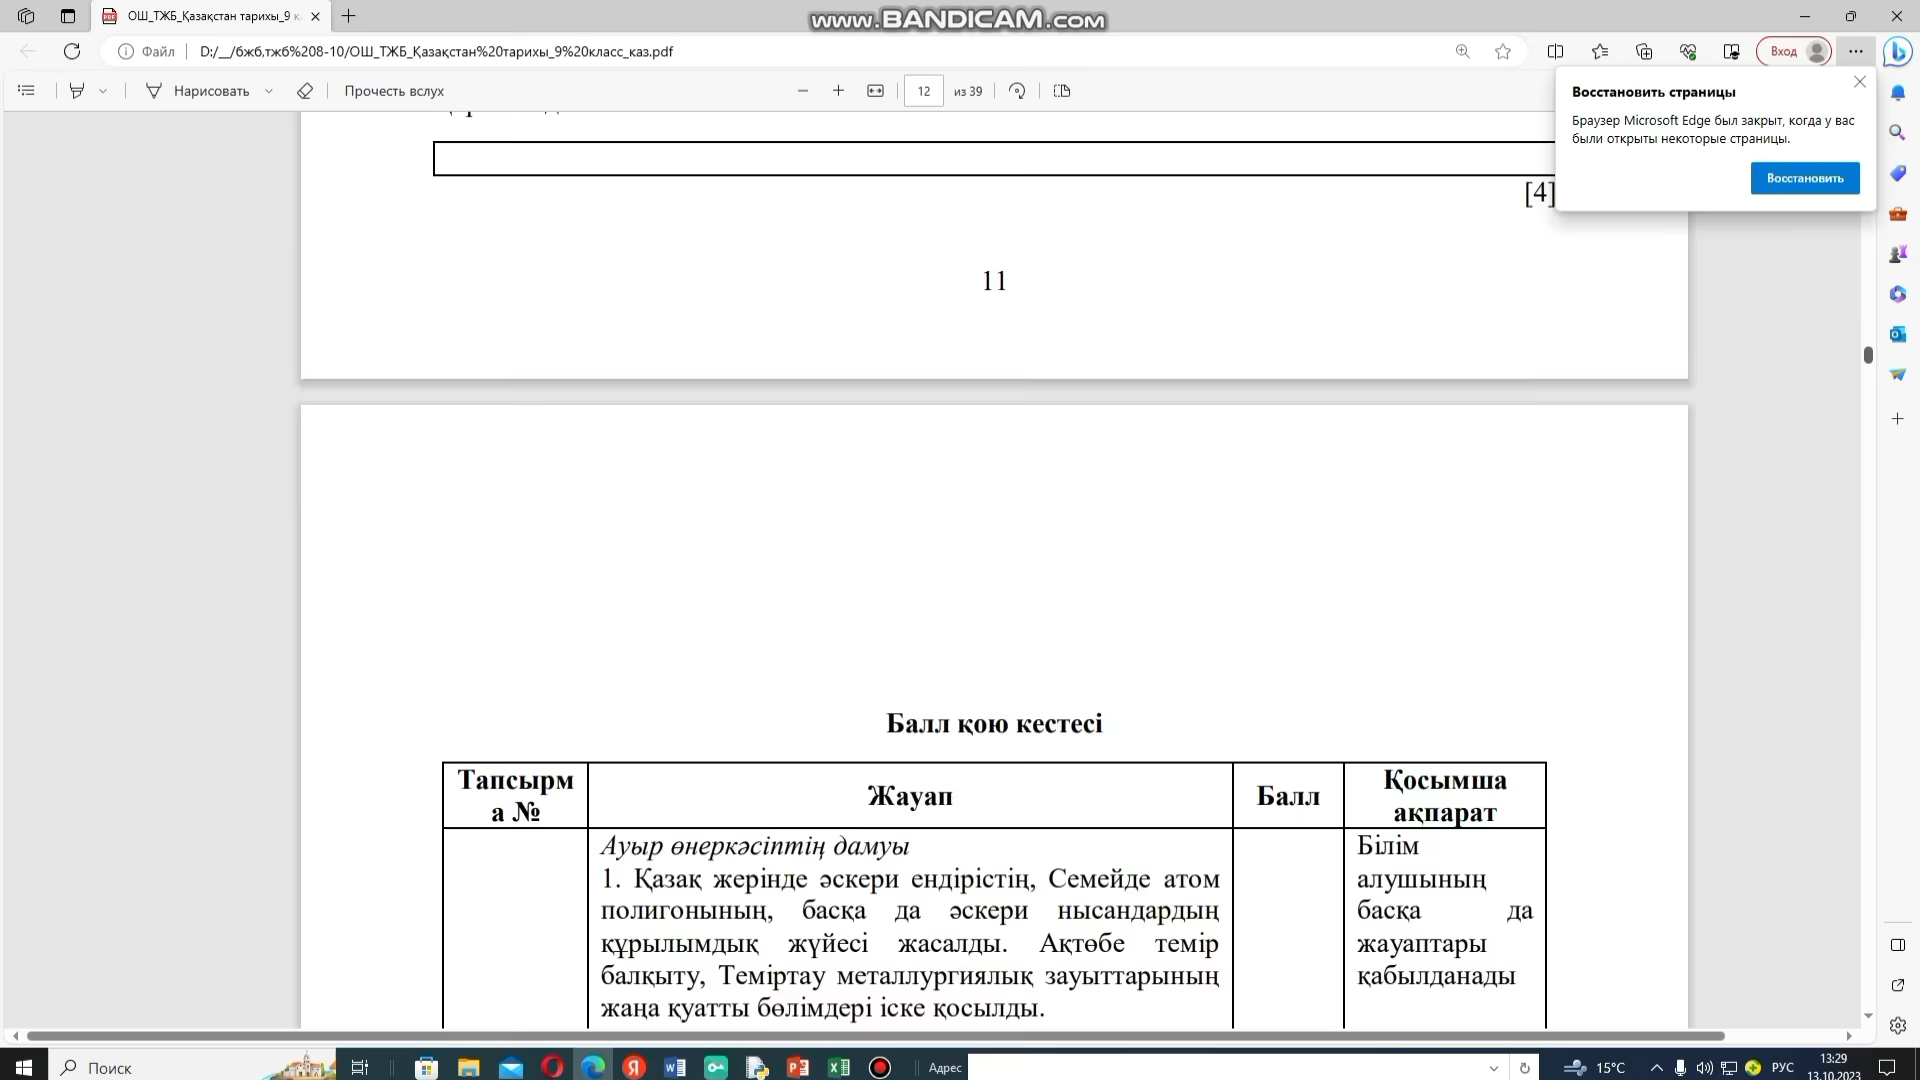 ОШ_ТЖБ_Қазақстан тарихы_9 к
www.BANDICAM.com
Файл
D:/__/бжб,тжб%208-10/ОШ_ТЖБ_Қазақстан%20тарихы_9%20класс_каз.pdf
Вход
Нарисовать
Прочесть вслух
12
из 39
Восстановить страницы
Браузер Microsoft Edge был закрыт, когда у вас
были открыты некоторые страницы.
Восстановить
[4]
11
Балл қою кестесі
Тапсырм
а №
Жауап
Балл
Қосымша
ақпарат
Ауыр өнеркәсіптің дамуы
1. Қазақ жерінде әскери ендірістің, Семейде атом
полигонының, басқа да әскери нысандардың
құрылымдық жүйесі жасалды. Ақтөбе темір
балқыту, Теміртау металлургиялық зауыттарының
жаңа қуатты бөлімдері іске қосылды.
Білім
алушының
басқа да
жауаптары
қабылданады
Поиск
Адрес
15°C
РУС
13:29
13.10.2023